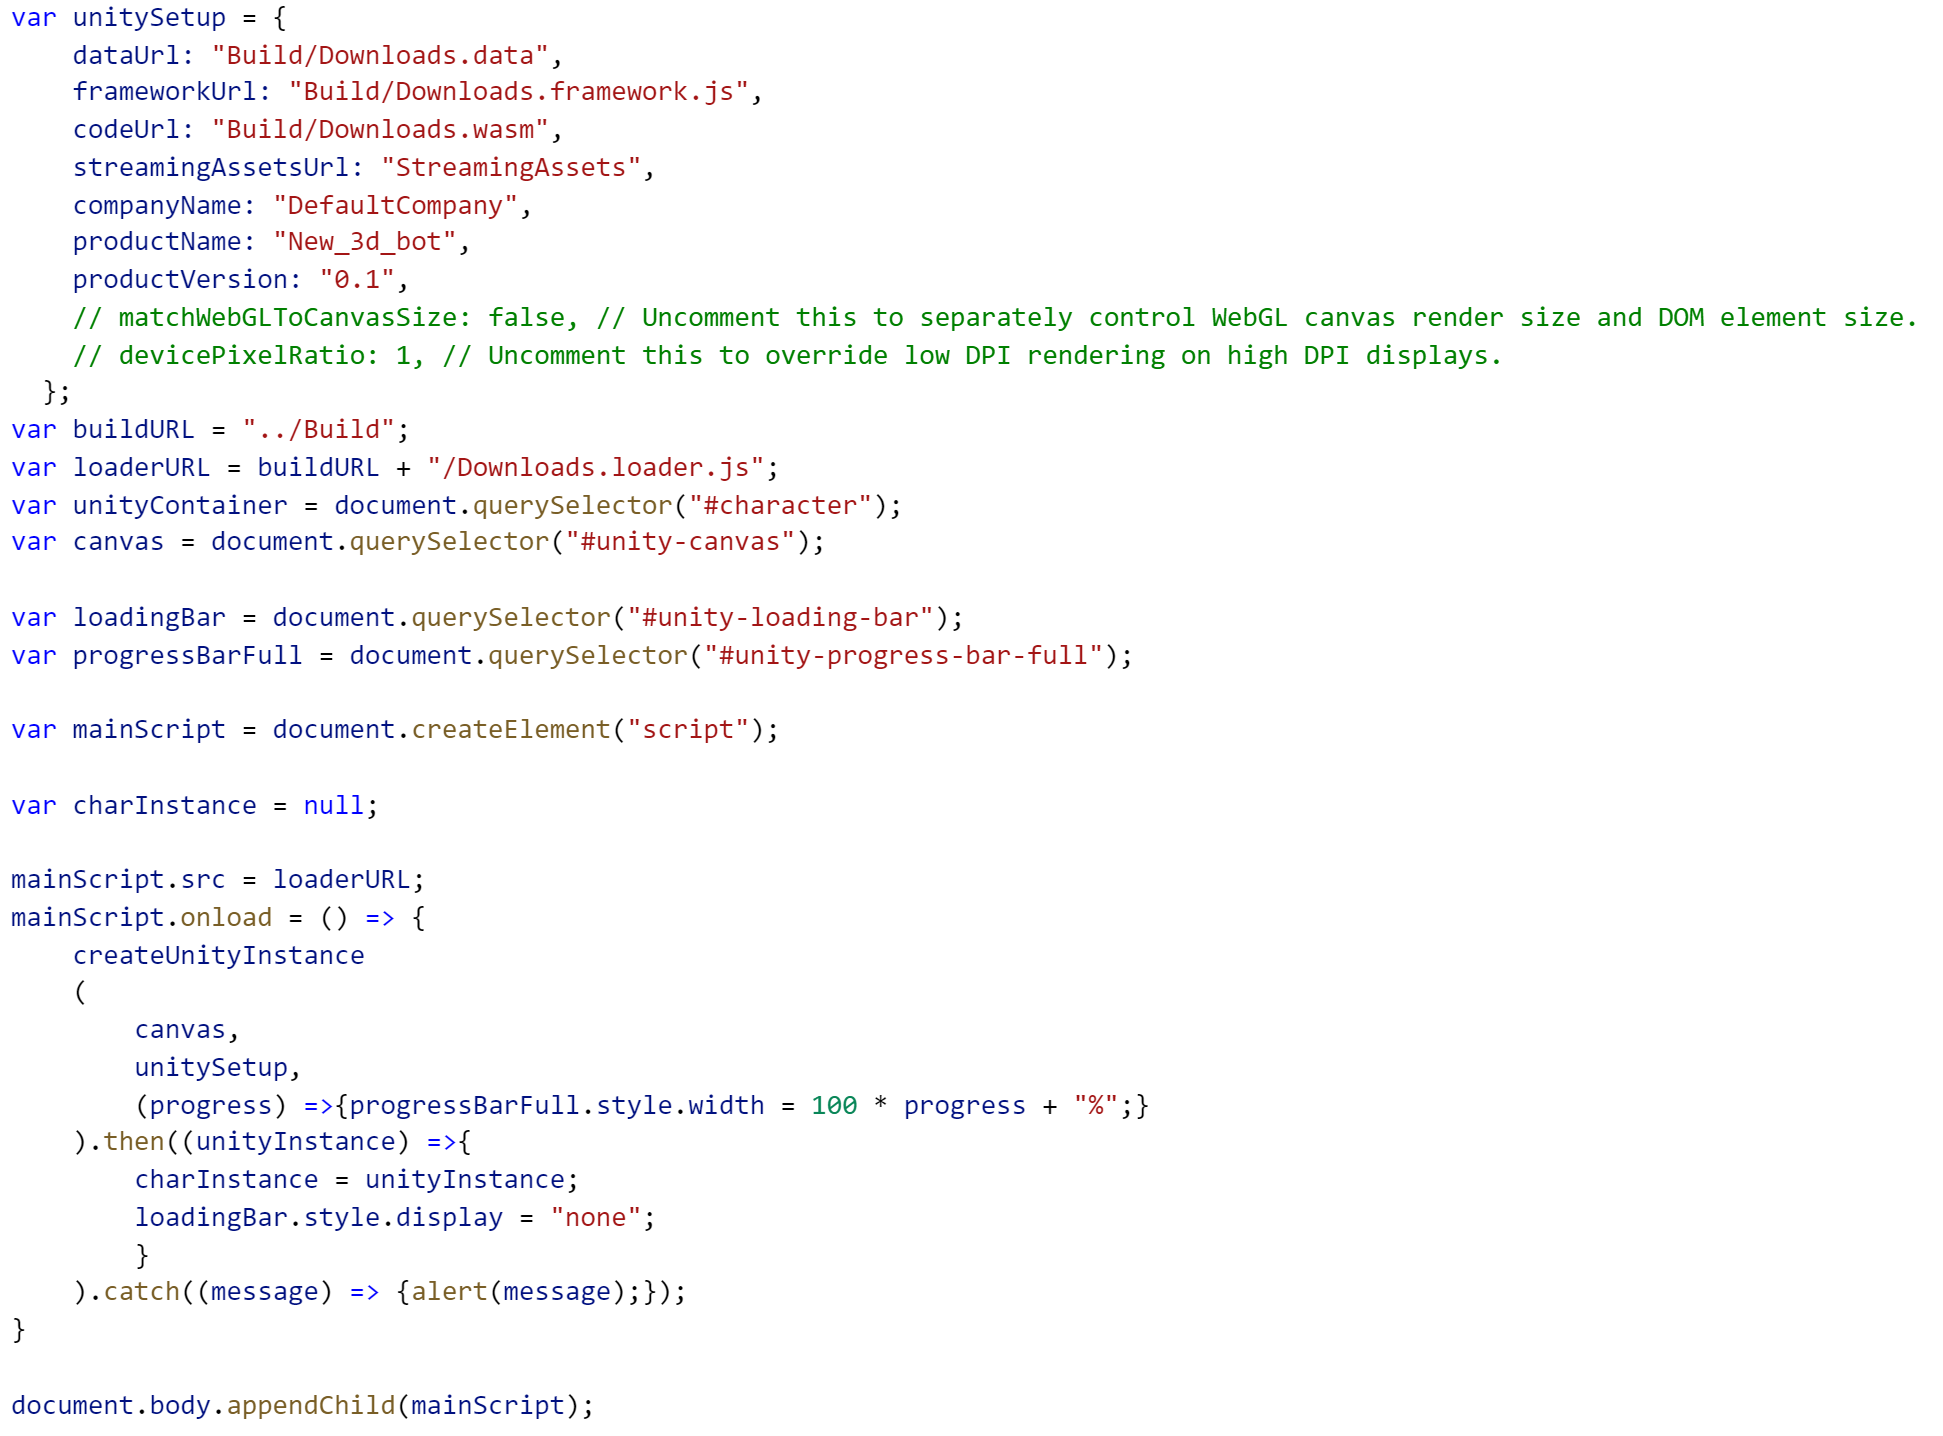 var unitySetup = {
    dataUrl: "Build/Downloads.data",
    frameworkUrl: "Build/Downloads.framework.js",
    codeUrl: "Build/Downloads.wasm",
    streamingAssetsUrl: "StreamingAssets",
    companyName: "DefaultCompany",
    productName: "New_3d_bot",
    productVersion: "0.1",
    // matchWebGLToCanvasSize: false, // Uncomment this to separately control WebGL canvas render size and DOM element size.
    // devicePixelRatio: 1, // Uncomment this to override low DPI rendering on high DPI displays.
  };
var buildURL = "../Build";
var loaderURL = buildURL + "/Downloads.loader.js";
var unityContainer = document.querySelector("#character");
var canvas = document.querySelector("#unity-canvas");

var loadingBar = document.querySelector("#unity-loading-bar");
var progressBarFull = document.querySelector("#unity-progress-bar-full");

var mainScript = document.createElement("script");

var charInstance = null;

mainScript.src = loaderURL;
mainScript.onload = () => {
    createUnityInstance
    (
        canvas,
        unitySetup,
        (progress) =>{progressBarFull.style.width = 100 * progress + "%";}
    ).then((unityInstance) =>{
        charInstance = unityInstance;
        loadingBar.style.display = "none";
        }
    ).catch((message) => {alert(message);});
}

document.body.appendChild(mainScript);